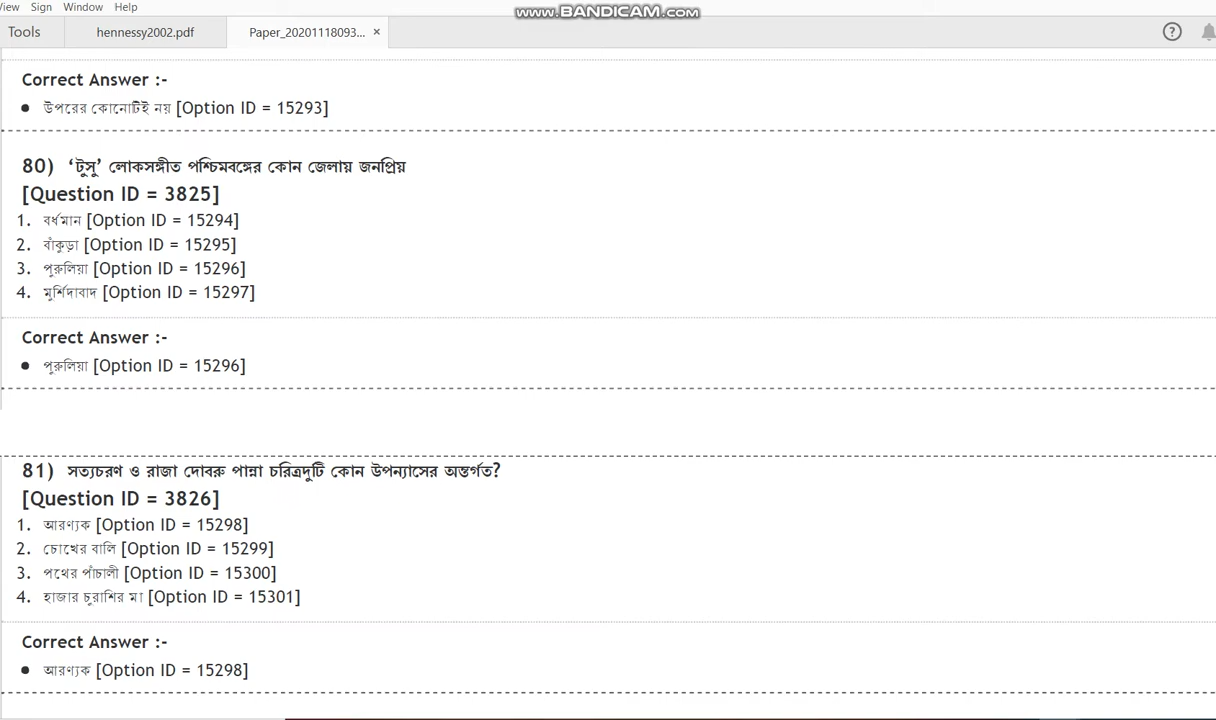 View Sign Window Help
www.BANDICAM.com
Tools hennessy2002.pdf Paper_20201118093... ×
Correct Answer :-
• উপরের কোনোটিই নয় [Option ID = 15293]
80) ‘টুসু’ লোকসঙ্গীত পশ্চিমবঙ্গের কোন জেলায় জনপ্রিয়
[Question ID = 3825]
1. বর্ধমান [Option ID = 15294]
2. বাঁকুড়া [Option ID = 15295]
3. পুরুলিয়া [Option ID = 15296]
4. মুর্শিদাবাদ [Option ID = 15297]
Correct Answer :-
• পুরুলিয়া [Option ID = 15296]
81) সত্যচরণ ও রাজা দোবরু পান্না চরিত্রদুটি কোন উপন্যাসের অন্তর্গত?
[Question ID = 3826]
1. আরণ্যক [Option ID = 15298]
2. চোখের বালি [Option ID = 15299]
3. পথের পাঁচালী [Option ID = 15300]
4. হাজার চুরাশির মা [Option ID = 15301]
Correct Answer :-
• আরণ্যক [Option ID = 15298]